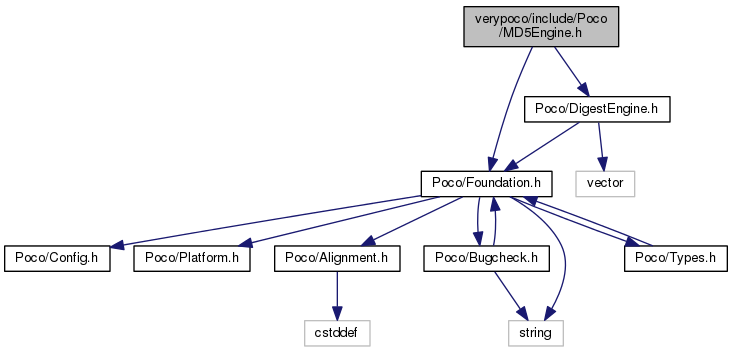 verypoco/include/Poco
/MD5Engine.h
Poco/DigestEngine.h
Poco/Foundation.h
vector
Poco/Config.h
Poco/Platform.h
Poco/Alignment.h
Poco/Bugcheck.h
Poco/Types.h
cstddef
string